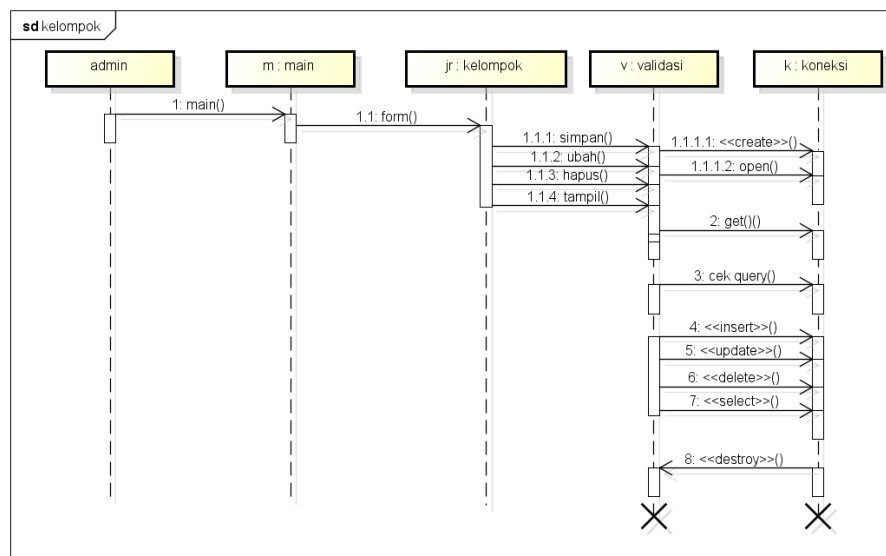 sd kelompok
admin
m : main
jr : kelompok
v : validasi
k : koneksi
1: main()
1.1: form()
1.1.1: simpan()
1.1.2: ubah()
1.1.3: hapus()
1.1.4: tampil()
1.1.1.1: <<create>>()
1.1.1.2: open()
2: get()()
3: cek query()
4: <<insert>>()
5: <<update>>()
6: <<delete>>()
7: <<select>>()
8: <<destroy>>()